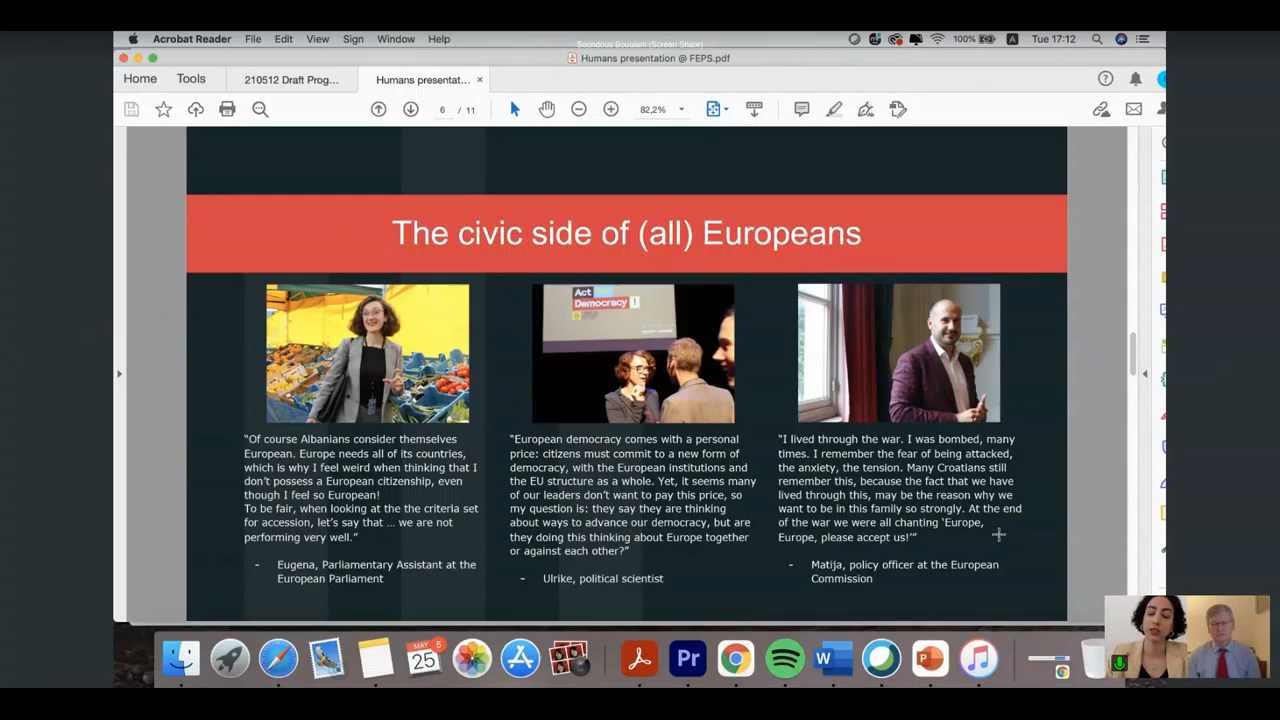 Acrobat Reader File Edit View Sign Window Help 100% A Tue 17:12
Soundous Boualam (Screen Share)
Humans presentation @ FEPS.pdf
Home Tools 210512 Draft Prog... Humans presentat... ×
6 / 11 82,2%
The civic side of (all) Europeans
Act
Democracy !
“Of course Albanians consider themselves
European. Europe needs all of its countries,
which is why I feel weird when thinking that I
don’t possess a European citizenship, even
though I feel so European!
To be fair, when looking at the the criteria set
for accession, let’s say that … we are not
performing very well.”
- Eugena, Parliamentary Assistant at the
European Parliament
“European democracy comes with a personal
price: citizens must commit to a new form of
democracy, with the European institutions and
the EU structure as a whole. Yet, it seems many
of our leaders don’t want to pay this price, so
my question is: they say they are thinking
about ways to advance our democracy, but are
they doing this thinking about Europe together
or against each other?”
- Ulrike, political scientist
“I lived through the war. I was bombed, many
times. I remember the fear of being attacked,
the anxiety, the tension. Many Croatians still
remember this, because the fact that we have
lived through this, may be the reason why we
want to be in this family so strongly. At the end
of the war we were all chanting ‘Europe,
Europe, please accept us!’”
- Matija, policy officer at the European
Commission
MAY 5
25
Pr
W
P